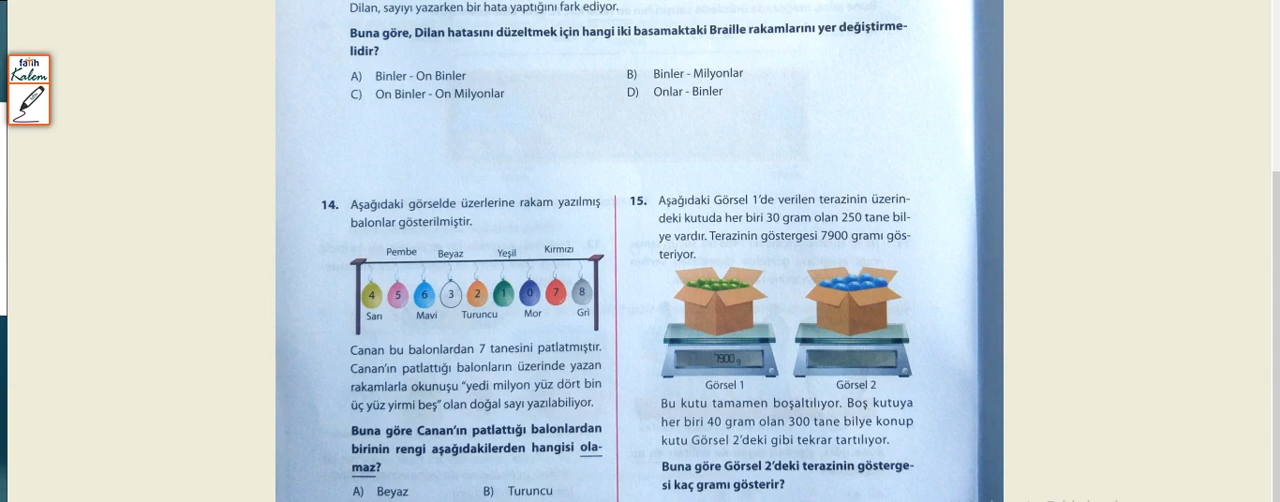 Dilan, sayıyı yazarken bir hata yaptığını fark ediyor.
Buna göre, Dilan hatasını düzeltmek için hangi iki basamaktaki Braille rakamlarını yer değiştirme-
lidir?
A) Binler - On Binler
B) Binler - Milyonlar
C) On Binler - On Milyonlar
D) Onlar - Binler
fatih
Kalem
14. Aşağıdaki görselde üzerlerine rakam yazılmış
balonlar gösterilmiştir.
Pembe Beyaz Yeşil Kırmızı
4 5 6 3 2 1 0 7 8
Sarı Mavi Turuncu Mor Gri
Canan bu balonlardan 7 tanesini patlatmıştır.
Canan'ın patlattığı balonların üzerinde yazan
rakamlarla okunuşu "yedi milyon yüz dört bin
üç yüz yirmi beş" olan doğal sayı yazılabiliyor.
Buna göre Canan'ın patlattığı balonlardan
birinin rengi aşağıdakilerden hangisi ola-
maz?
A) Beyaz B) Turuncu
15. Aşağıdaki Görsel 1'de verilen terazinin üzerin-
deki kutuda her biri 30 gram olan 250 tane bil-
ye vardır. Terazinin göstergesi 7900 gramı gös-
teriyor.
7900 g
Görsel 1 Görsel 2
Bu kutu tamamen boşaltılıyor. Boş kutuya
her biri 40 gram olan 300 tane bilye konup
kutu Görsel 2'deki gibi tekrar tartılıyor.
Buna göre Görsel 2'deki terazinin gösterge-
si kaç gramı gösterir?